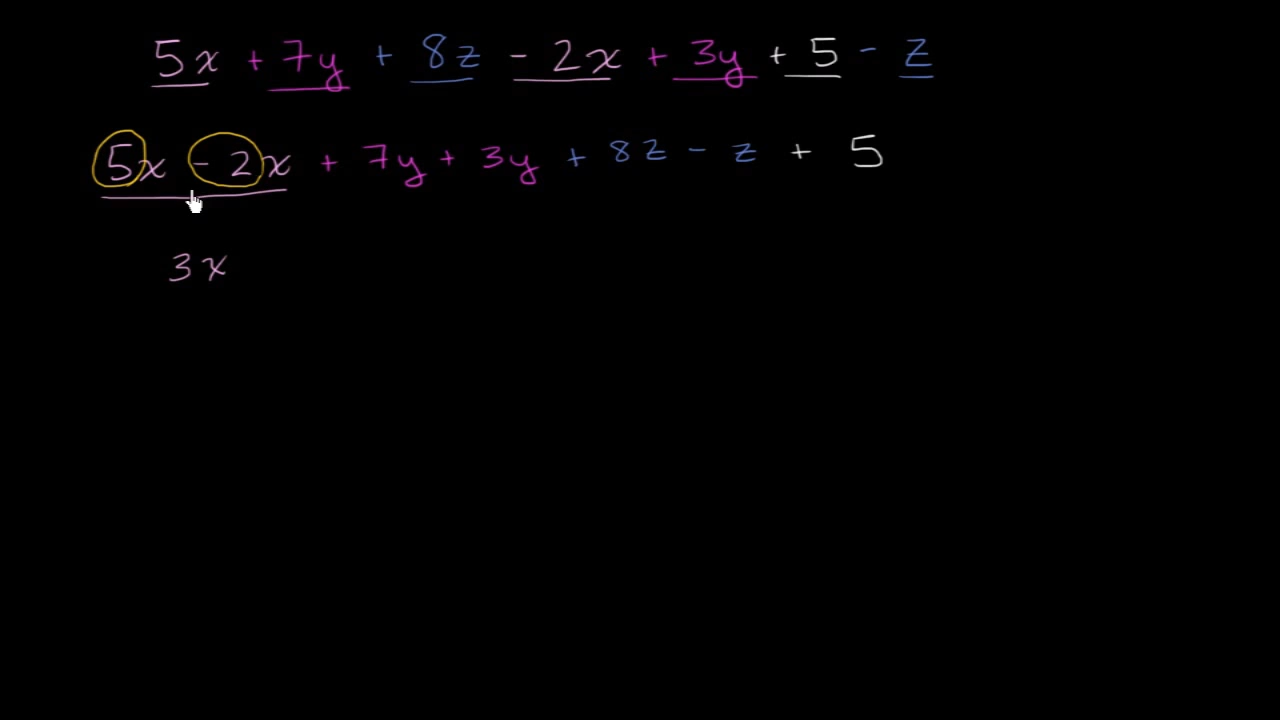 5x + 7y + 8z - 2x + 3y + 5 - z
5x - 2x + 7y + 3y + 8z - z + 5
3x